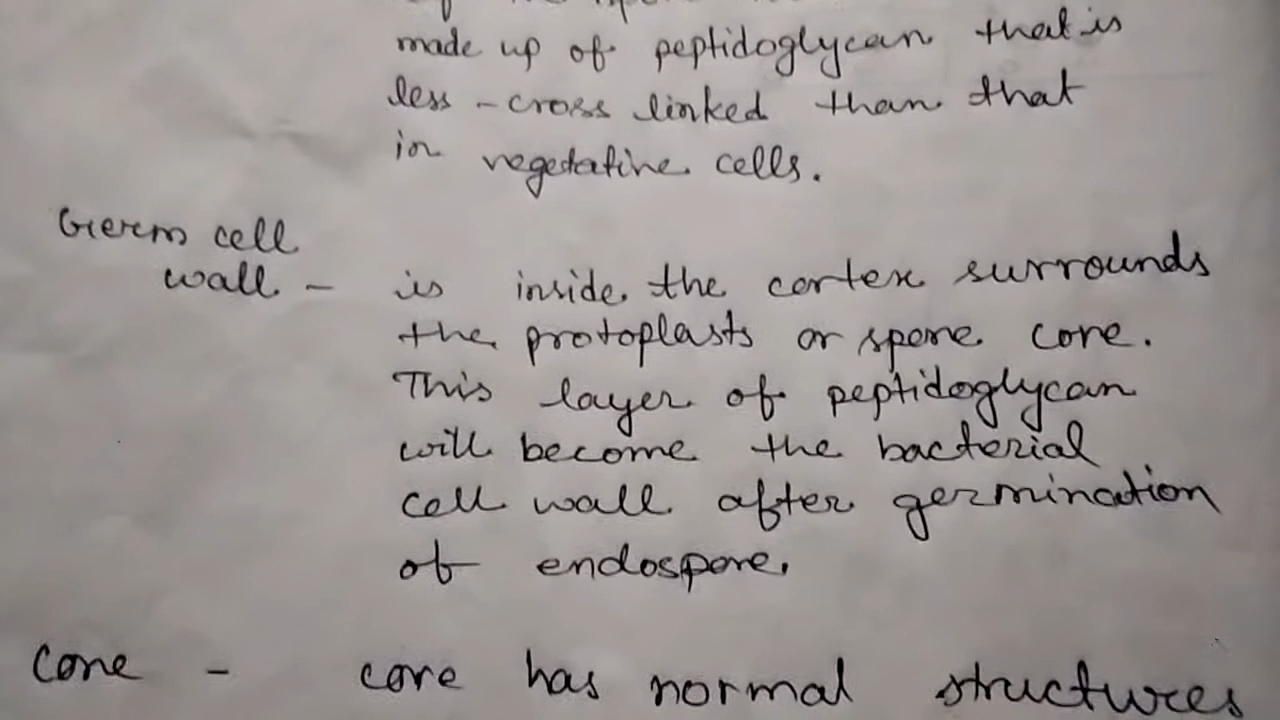 made up of peptidoglycan that is
less - cross linked than that
in vegetative cells.
Germ cell
wall - is inside the cortex surrounds
the protoplasts or spore core.
This layer of peptidoglycan
will become the bacterial
cell wall after germination
of endospore.
Core - core has normal structures